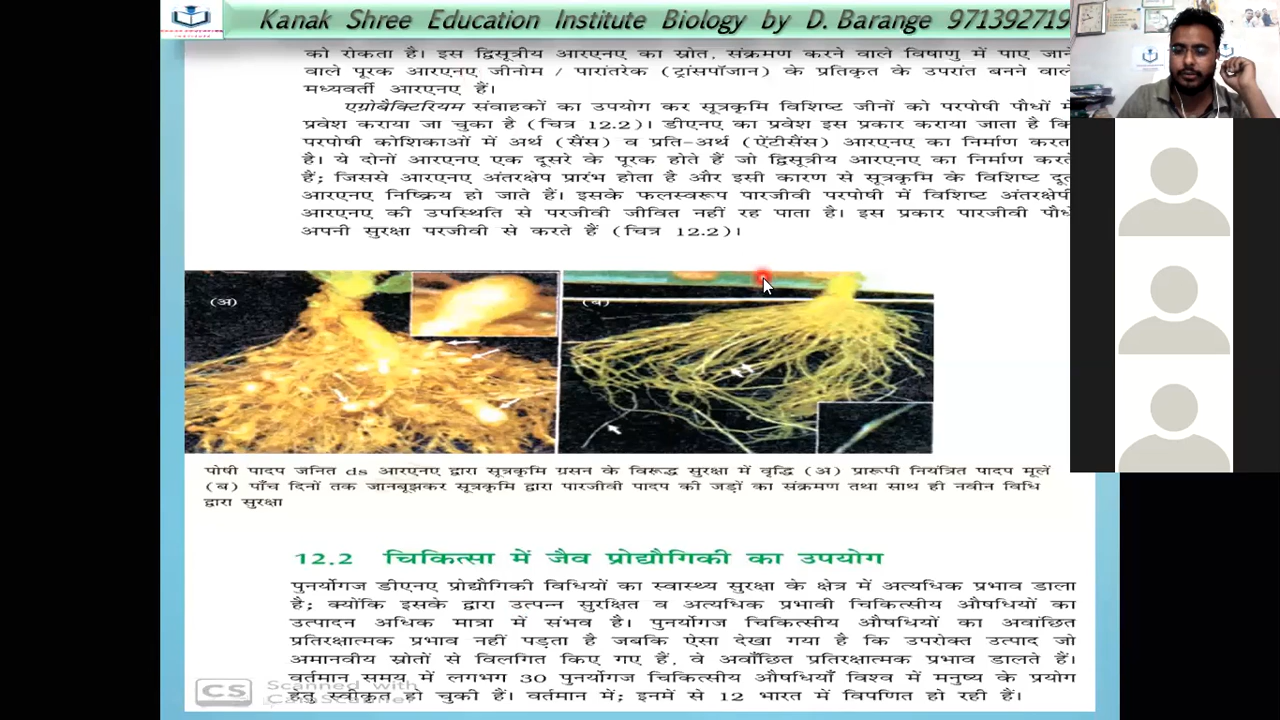 Kanak Shree Education Institute Biology by D. Barange 971392719
को रोकता है। इस द्विसूत्रीय आरएनए का स्रोत, संक्रमण करने वाले विषाणु में पाए जाने
वाले पूरक आरएनए जीनोम / पारांतरेक (ट्रांसपॉजान) के प्रतिकृत के उपरांत बनने वाले
मध्यवर्ती आरएनए हैं।
एग्रोबैक्टिरियम संवाहकों का उपयोग कर सूत्रकृमि विशिष्ट जीनों को परपोषी पौधों में
प्रवेश कराया जा चुका है (चित्र 12.2)। डीएनए का प्रवेश इस प्रकार कराया जाता है कि
परपोषी कोशिकाओं में अर्थ (सैंस) व प्रति-अर्थ (ऐंटीसैंस) आरएनए का निर्माण करता
है। ये दोनों आरएनए एक दूसरे के पूरक होते हैं जो द्विसूत्रीय आरएनए का निर्माण करते
हैं; जिससे आरएनए अंतरक्षेप प्रारंभ होता है और इसी कारण से सूत्रकृमि के विशिष्ट दूत
आरएनए निष्क्रिय हो जाते हैं। इसके फलस्वरूप पारजीवी परपोषी में विशिष्ट अंतरक्षेपी
आरएनए की उपस्थिति से परजीवी जीवित नहीं रह पाता है। इस प्रकार पारजीवी पौधे
अपनी सुरक्षा परजीवी से करते हैं (चित्र 12.2)।
(अ)
(ब)
पोषी पादप जनित ds आरएनए द्वारा सूत्रकृमि ग्रसन के विरूद्ध सुरक्षा में वृद्धि (अ) प्रारूपी नियंत्रित पादप मूलें
(ब) पाँच दिनों तक जानबूझकर सूत्रकृमि द्वारा पारजीवी पादप की जड़ों का संक्रमण तथा साथ ही नवीन विधि
द्वारा सुरक्षा
12.2 चिकित्सा में जैव प्रोद्यौगिकी का उपयोग
पुनर्योगज डीएनए प्रोद्यौगिकी विधियों का स्वास्थ्य सुरक्षा के क्षेत्र में अत्यधिक प्रभाव डाला
है; क्योंकि इसके द्वारा उत्पन्न सुरक्षित व अत्यधिक प्रभावी चिकित्सीय औषधियों का
उत्पादन अधिक मात्रा में संभव है। पुनर्योगज चिकित्सीय औषधियों का अवांछित
प्रतिरक्षात्मक प्रभाव नहीं पड़ता है जबकि ऐसा देखा गया है कि उपरोक्त उत्पाद जो
अमानवीय स्रोतों से विलगित किए गए हैं, वे अवाँछित प्रतिरक्षात्मक प्रभाव डालते हैं।
वर्तमान समय में लगभग 30 पुनर्योगज चिकित्सीय औषधियाँ विश्व में मनुष्य के प्रयोग
हेतु स्वीकृत हो चुकी हैं। वर्तमान में; इनमें से 12 भारत में विपणित हो रही हैं।
CS Scanned with
CamScanner